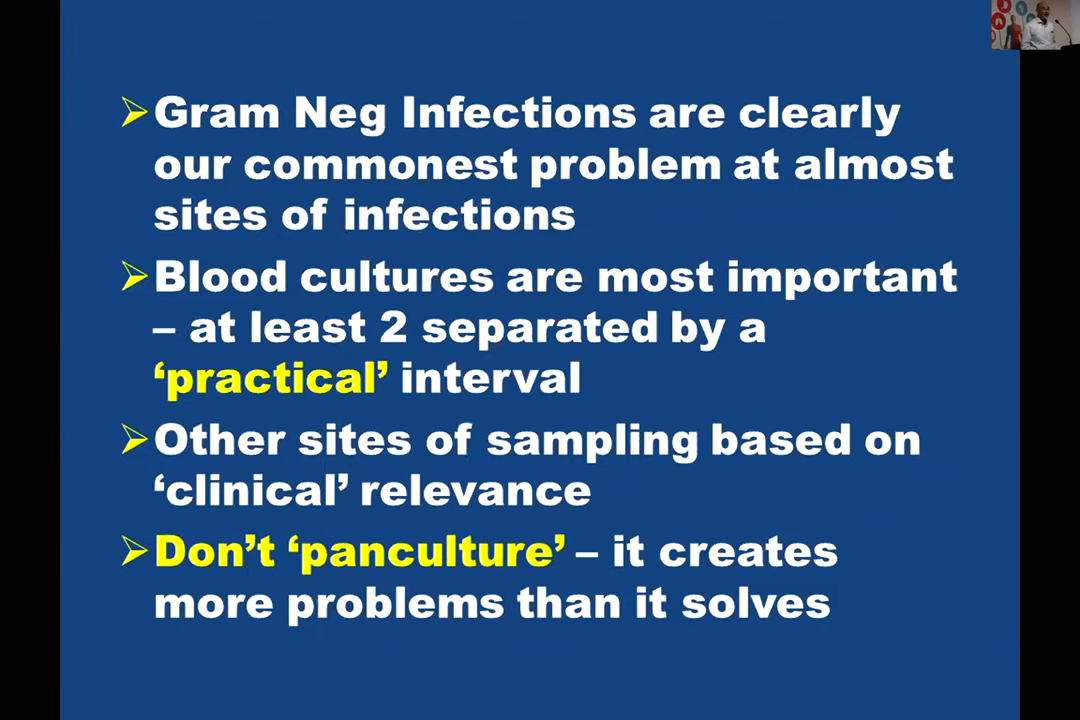 Gram Neg Infections are clearly
our commonest problem at almost
sites of infections
Blood cultures are most important
– at least 2 separated by a
‘practical’ interval
Other sites of sampling based on
‘clinical’ relevance
Don’t ‘panculture’ – it creates
more problems than it solves